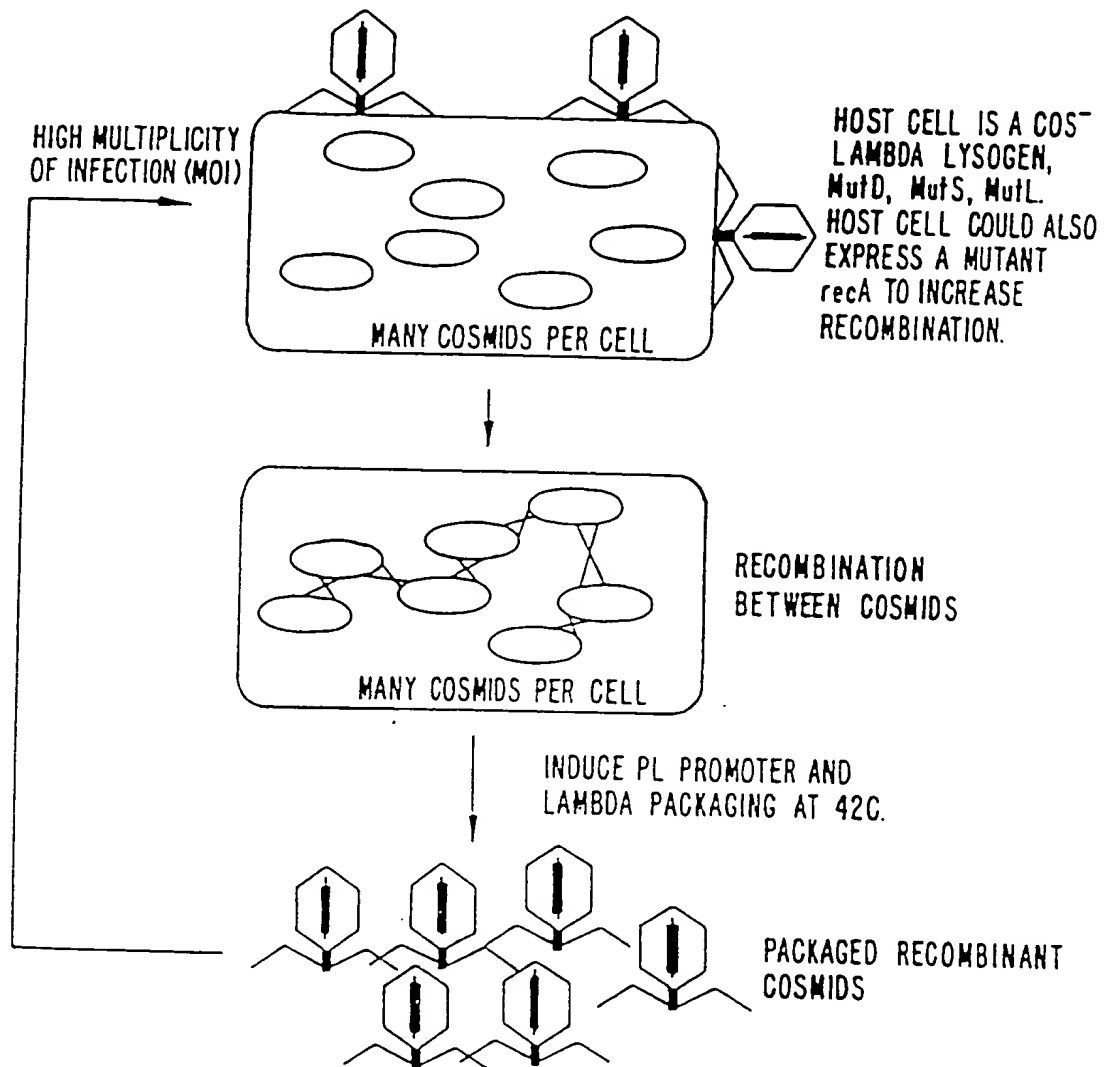 HIGH MULTIPLICITY
OF INFECTION (MOI)
HOST CELL IS A COS⁻
LAMBDA LYSOGEN,
MutD, MutS, MutL.
HOST CELL COULD ALSO
EXPRESS A MUTANT
recA TO INCREASE
RECOMBINATION.
MANY COSMIDS PER CELL
RECOMBINATION
BETWEEN COSMIDS
MANY COSMIDS PER CELL
INDUCE PL PROMOTER AND
LAMBDA PACKAGING AT 42C.
PACKAGED RECOMBINANT
COSMIDS